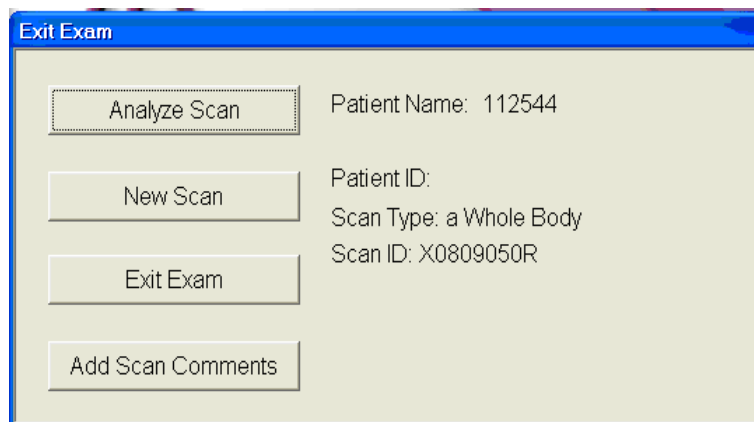 Exit Exam
Analyze Scan
Patient Name: 112544
Patient ID:
New Scan
Scan Type: a Whole Body
Scan ID: X0809050R
Exit Exam
Add Scan Comments